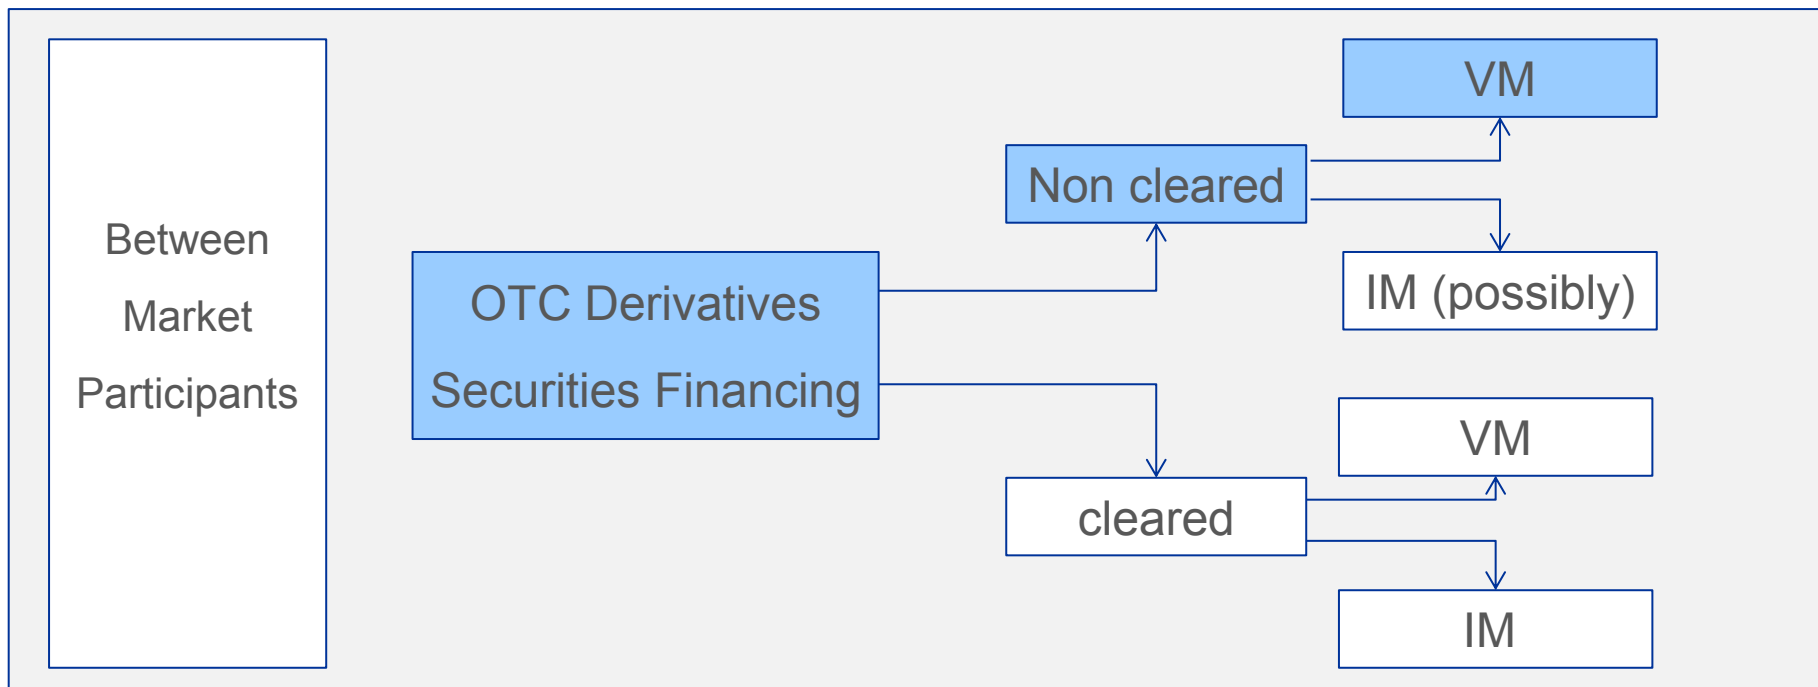 Between
Market
Participants
OTC Derivatives
Securities Financing
Non cleared
VM
IM (possibly)
cleared
VM
IM